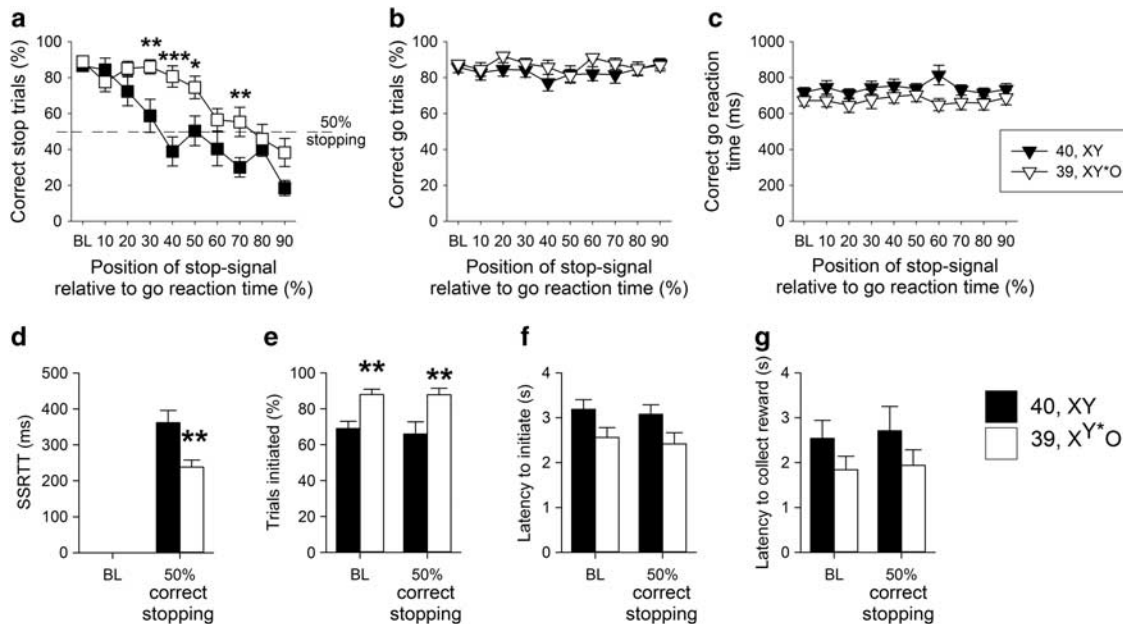 a
Correct stop trials (%)
100
80
60
40
20
0
** *** * **
50%
stopping
BL 10 20 30 40 50 60 70 80 90
Position of stop-signal
relative to go reaction time (%)
b
Correct go trials (%)
100
80
60
40
20
0
BL 10 20 30 40 50 60 70 80 90
Position of stop-signal
relative to go reaction time (%)
c
Correct go reaction
time (ms)
1000
800
600
400
200
0
BL 10 20 30 40 50 60 70 80 90
Position of stop-signal
relative to go reaction time (%)
40, XY
39, XY*O
d
SSRTT (ms)
500
400
300
200
100
0
**
BL
50%
correct
stopping
e
Trials initiated (%)
100
80
60
40
20
0
** **
BL
50%
correct
stopping
f
Latency to initiate (s)
4
3
2
1
0
BL
50%
correct
stopping
g
Latency to collect reward (s)
4
3
2
1
0
BL
50%
correct
stopping
40, XY
39, XY*O